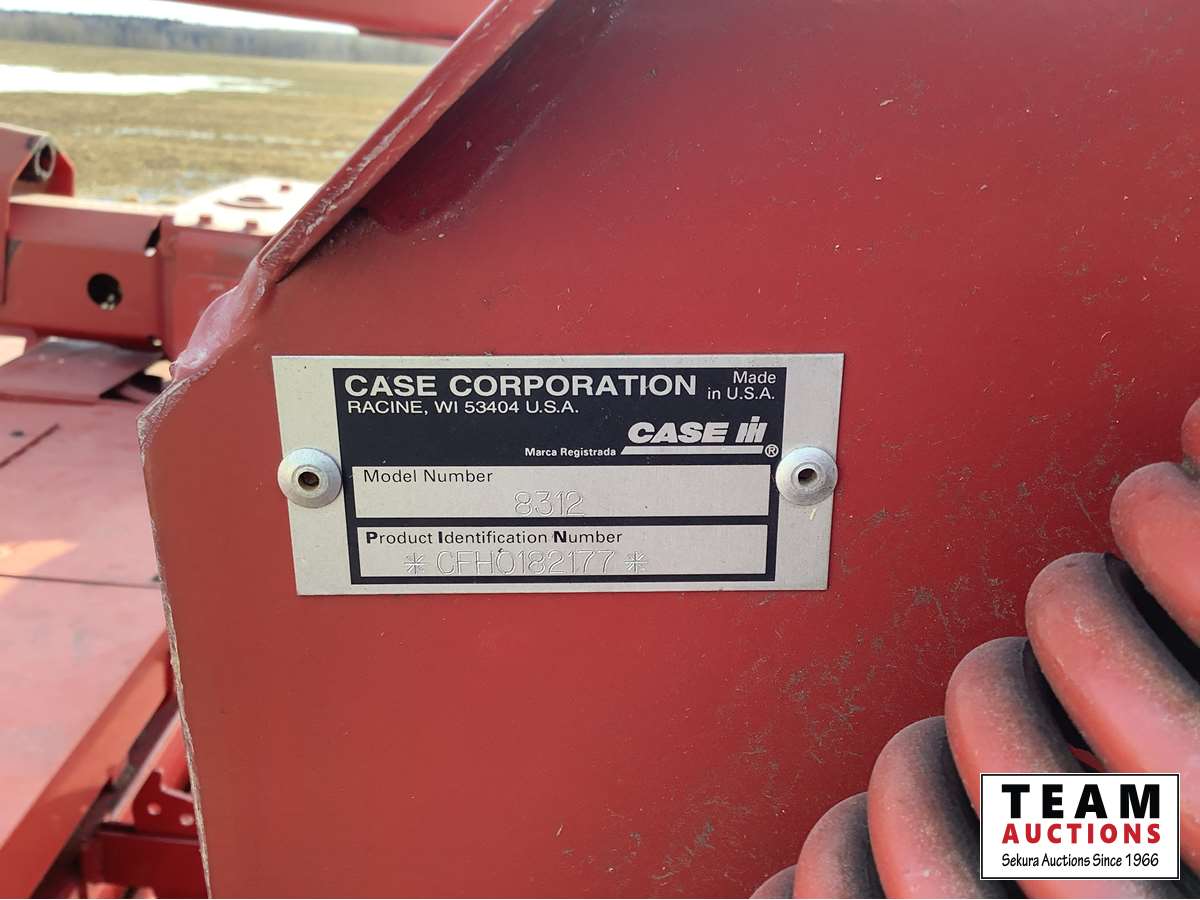 CASE CORPORATION
Made in U.S.A.
RACINE, WI 53404 U.S.A.
CASE IH
Marca Registrada ®
Model Number
8312
Product Identification Number
* CFH0182177 *
TEAM
AUCTIONS
Sekura Auctions Since 1966